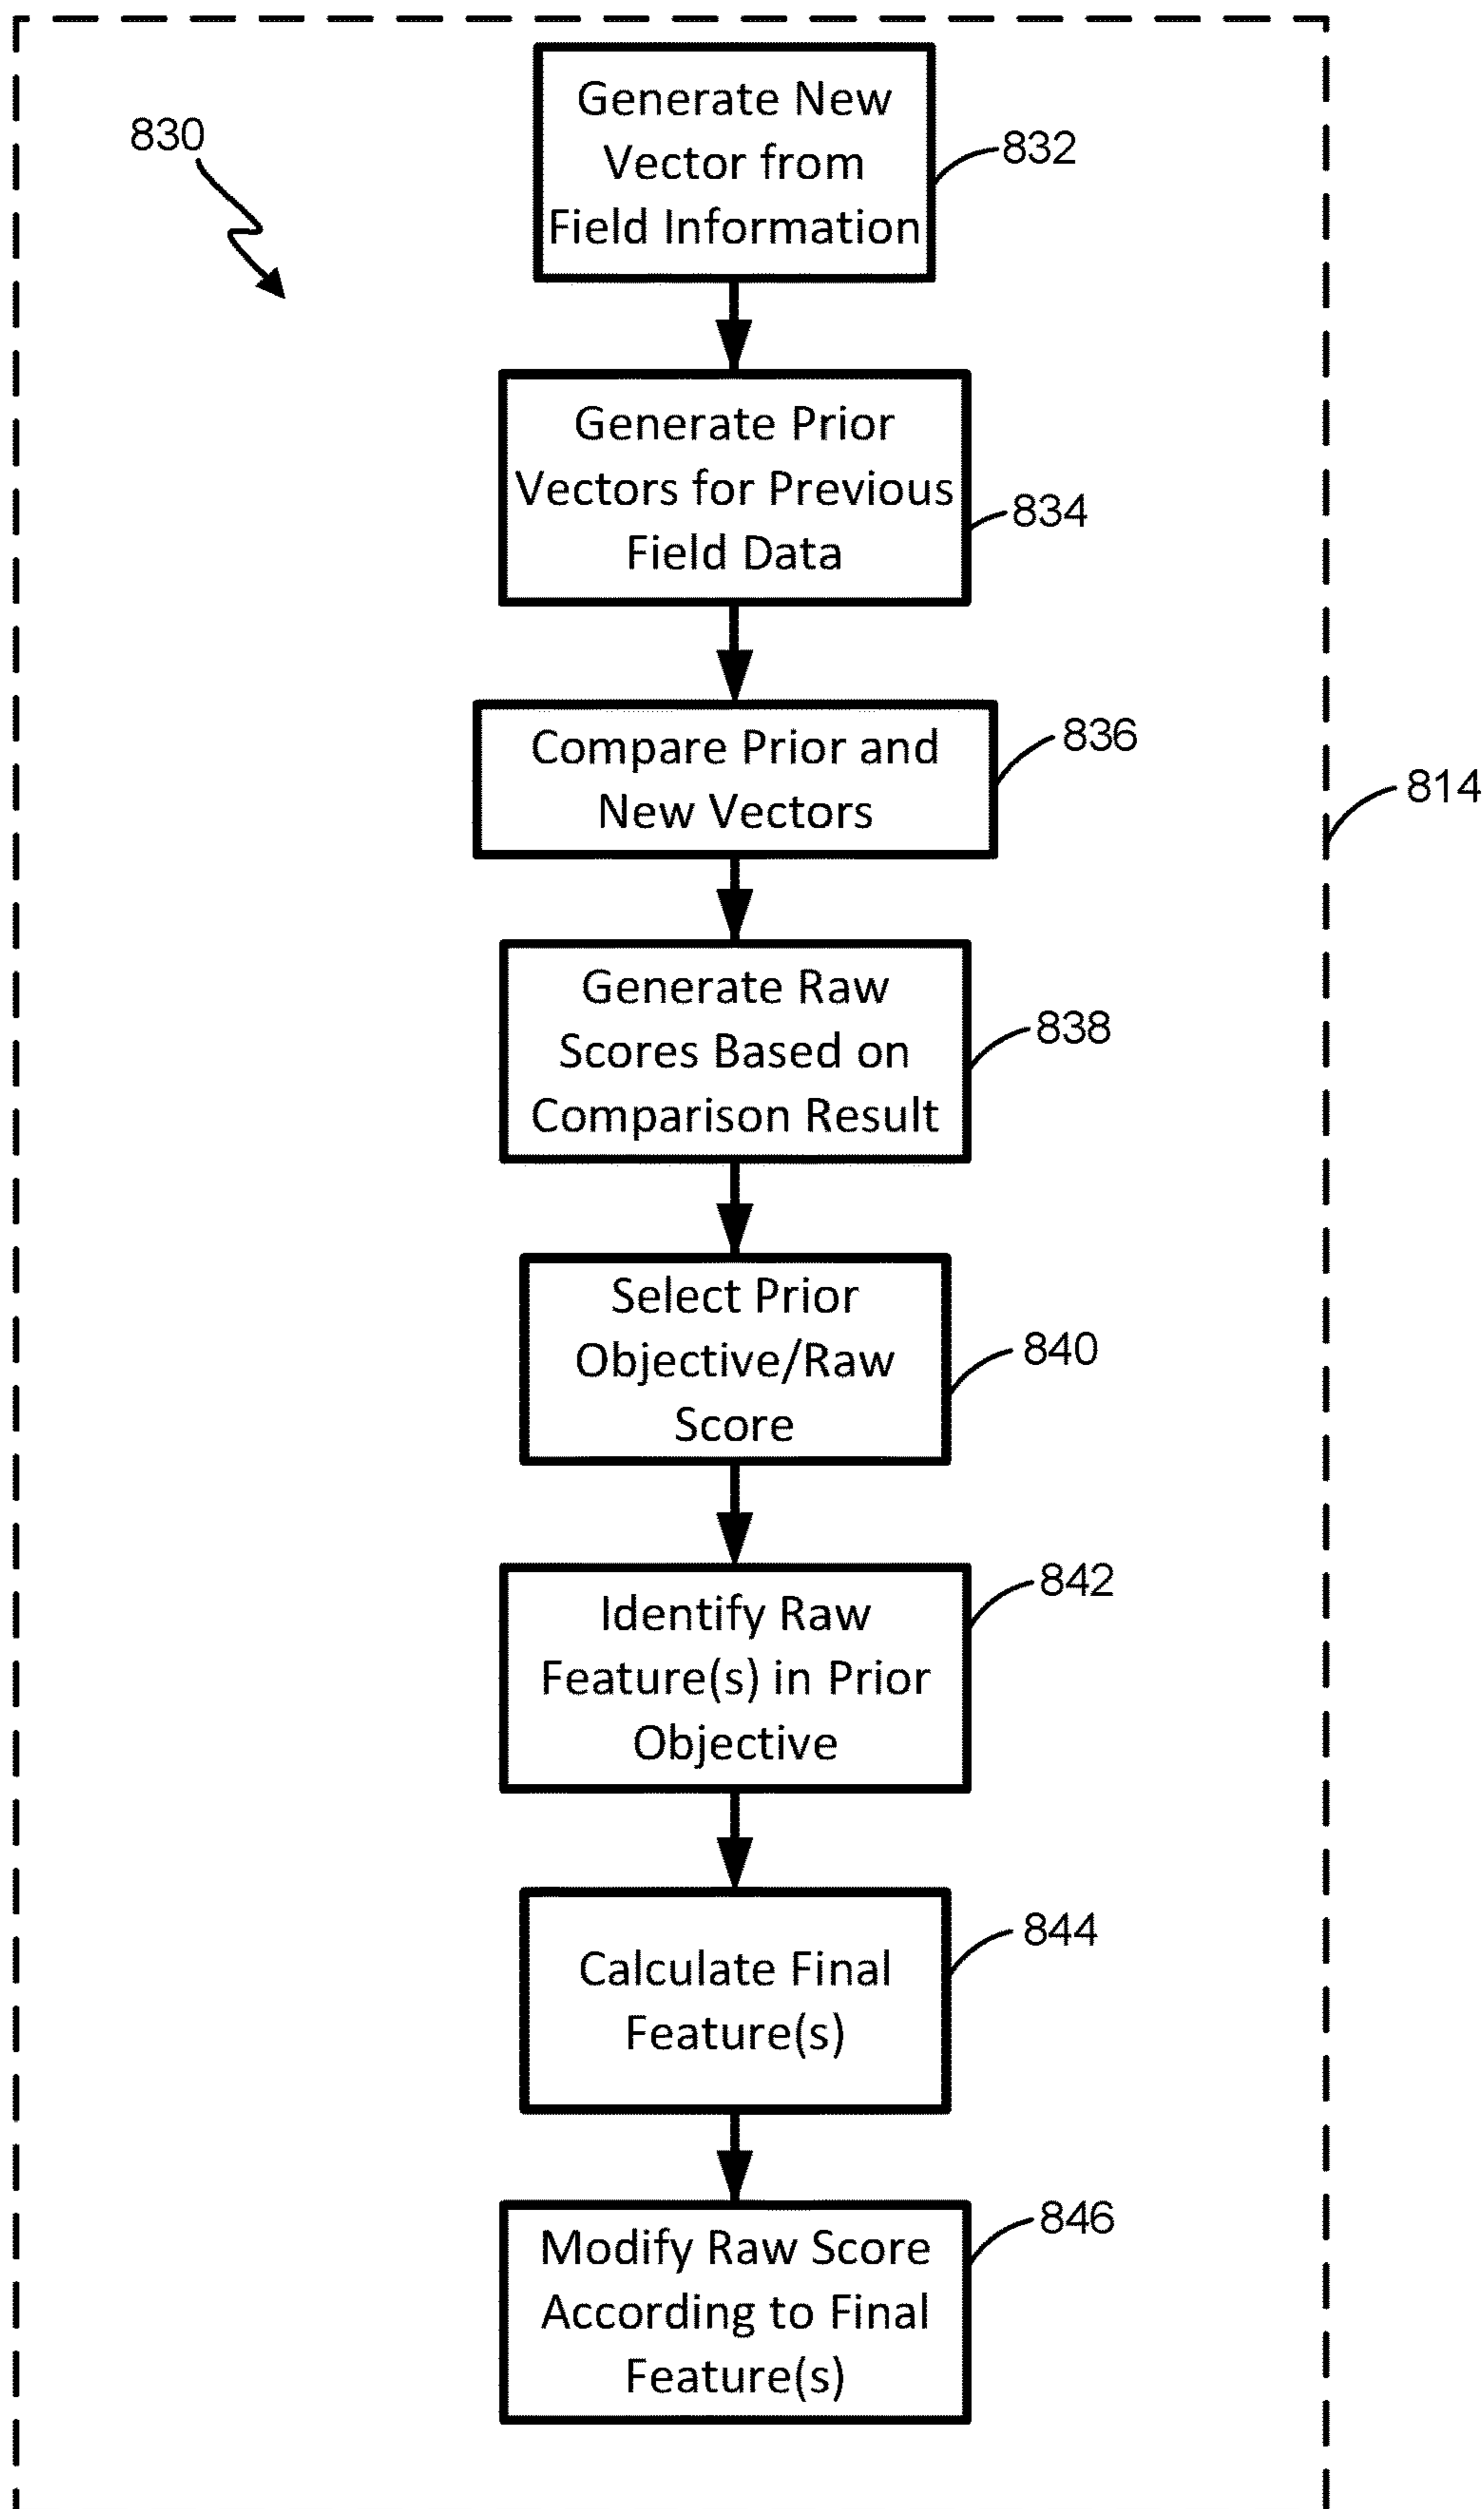 830
Generate New
Vector from
Field Information
832
Generate Prior
Vectors for Previous
Field Data
834
Compare Prior and
New Vectors
836
814
Generate Raw
Scores Based on
Comparison Result
838
Select Prior
Objective/Raw
Score
840
Identify Raw
Feature(s) in Prior
Objective
842
Calculate Final
Feature(s)
844
Modify Raw Score
According to Final
Feature(s)
846